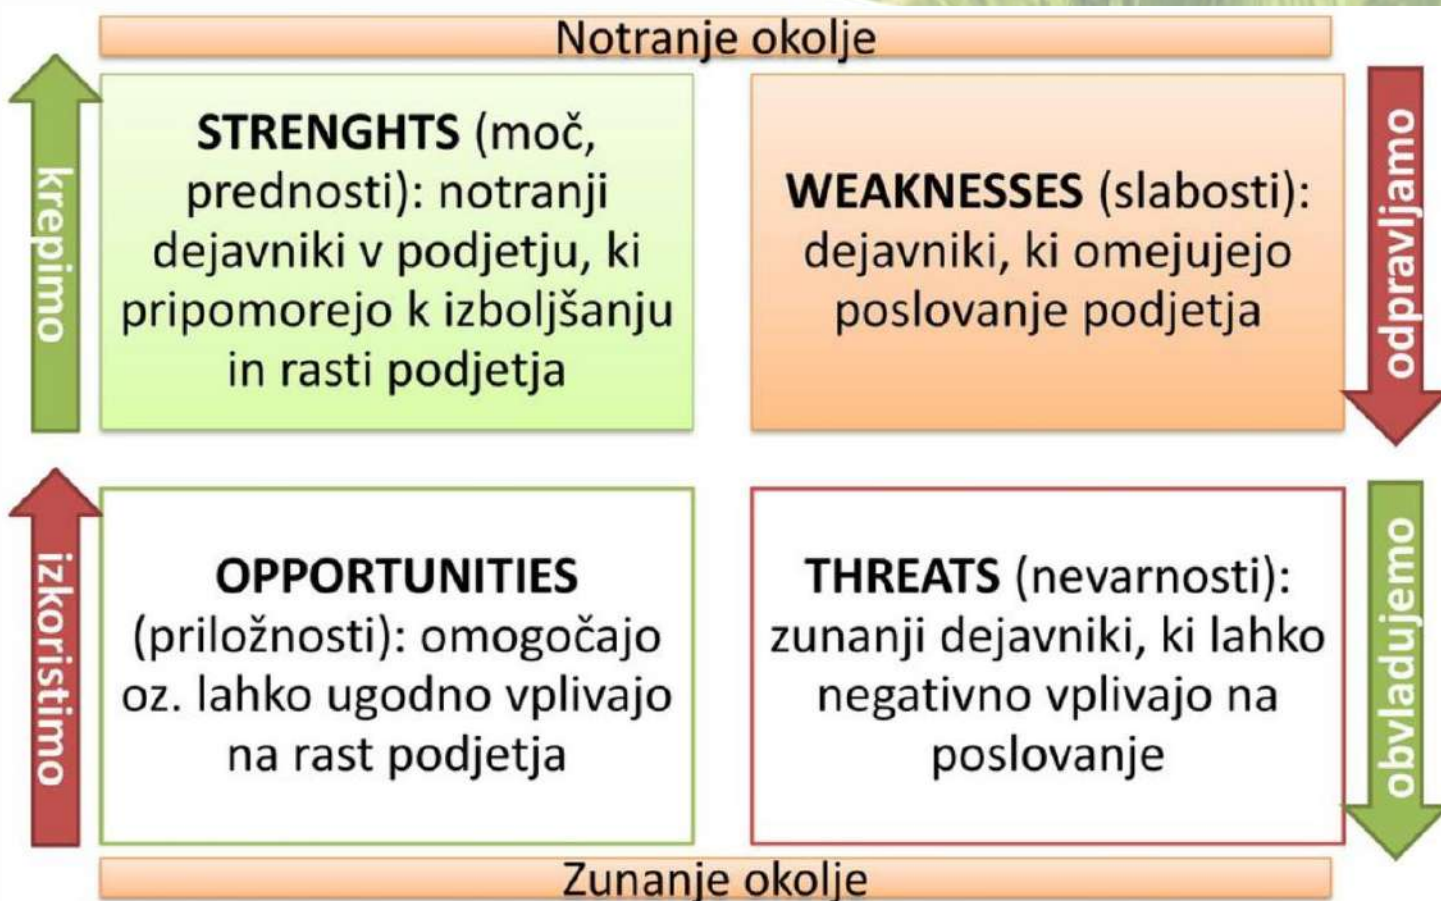 Notranje okolje
krepimo
STRENGHTS (moč,
prednosti): notranji
dejavniki v podjetju, ki
pripomorejo k izboljšanju
in rasti podjetja
WEAKNESSES (slabosti):
dejavniki, ki omejujejo
poslovanje podjetja
odpravljamo
izkoristimo
OPPORTUNITIES
(priložnosti): omogočajo
oz. lahko ugodno vplivajo
na rast podjetja
THREATS (nevarnosti):
zunanji dejavniki, ki lahko
negativno vplivajo na
poslovanje
obvladujemo
Zunanje okolje